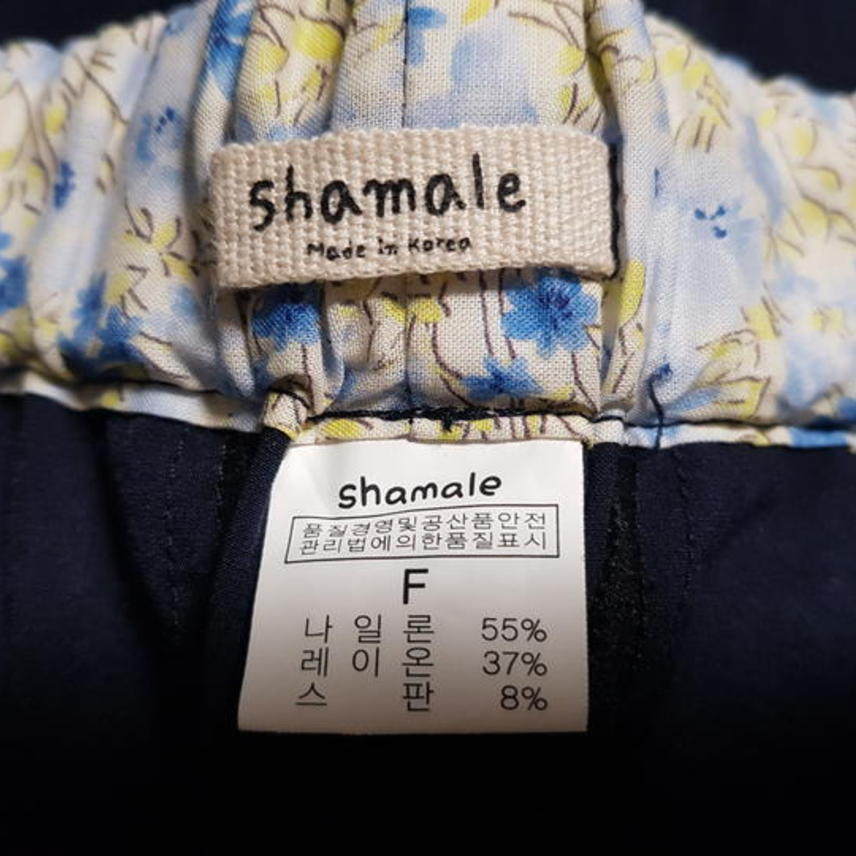 shamale
Made in Korea
shamale
품질경영및공산품안전
관리법에의한품질표시
F
나 일 론 55%
레 이 온 37%
스 판 8%